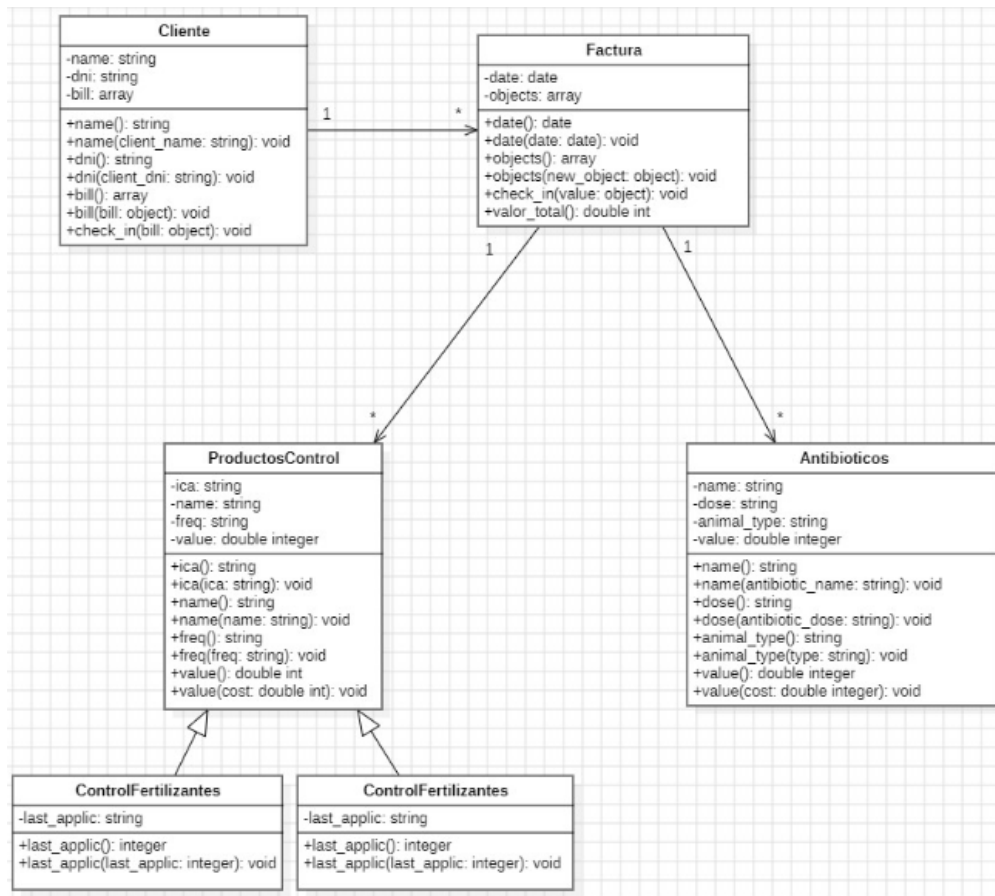 Cliente
-name: string
-dni: string
-bill: array
+name(): string
+name(client_name: string): void
+dni(): string
+dni(client_dni: string): void
+bill(): array
+bill(bill: object): void
+check_in(bill: object): void
1
*
Factura
-date: date
-objects: array
+date(): date
+date(date: date): void
+objects(): array
+objects(new_object: object): void
+check_in(value: object): void
+valor_total(): double int
1
1
*
*
ProductosControl
-ica: string
-name: string
-freq: string
-value: double integer
+ica(): string
+ica(ica: string): void
+name(): string
+name(name: string): void
+freq(): string
+freq(freq: string): void
+value(): double int
+value(cost: double int): void
Antibioticos
-name: string
-dose: string
-animal_type: string
-value: double integer
+name(): string
+name(antibiotic_name: string): void
+dose(): string
+dose(antibiotic_dose: string): void
+animal_type(): string
+animal_type(type: string): void
+value(): double integer
+value(cost: double integer): void
ControlFertilizantes
-last_applic: string
+last_applic(): integer
+last_applic(last_applic: integer): void
ControlFertilizantes
-last_applic: string
+last_applic(): integer
+last_applic(last_applic: integer): void